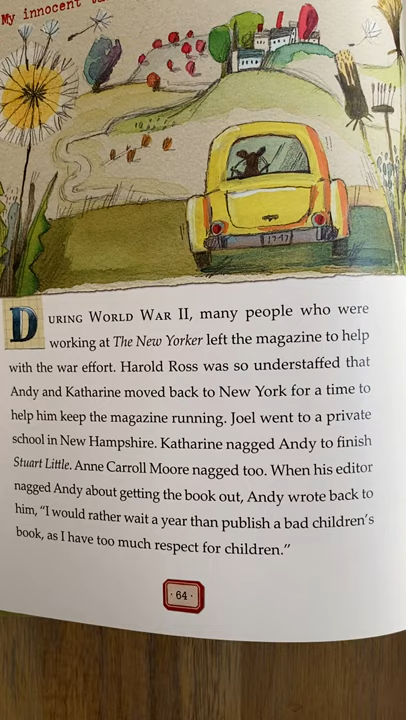 My innocent
1947
DURING WORLD WAR II, many people who were
working at The New Yorker left the magazine to help
with the war effort. Harold Ross was so understaffed that
Andy and Katharine moved back to New York for a time to
help him keep the magazine running. Joel went to a private
school in New Hampshire. Katharine nagged Andy to finish
Stuart Little. Anne Carroll Moore nagged too. When his editor
nagged Andy about getting the book out, Andy wrote back to
him, “I would rather wait a year than publish a bad children’s
book, as I have too much respect for children.”
· 64 ·